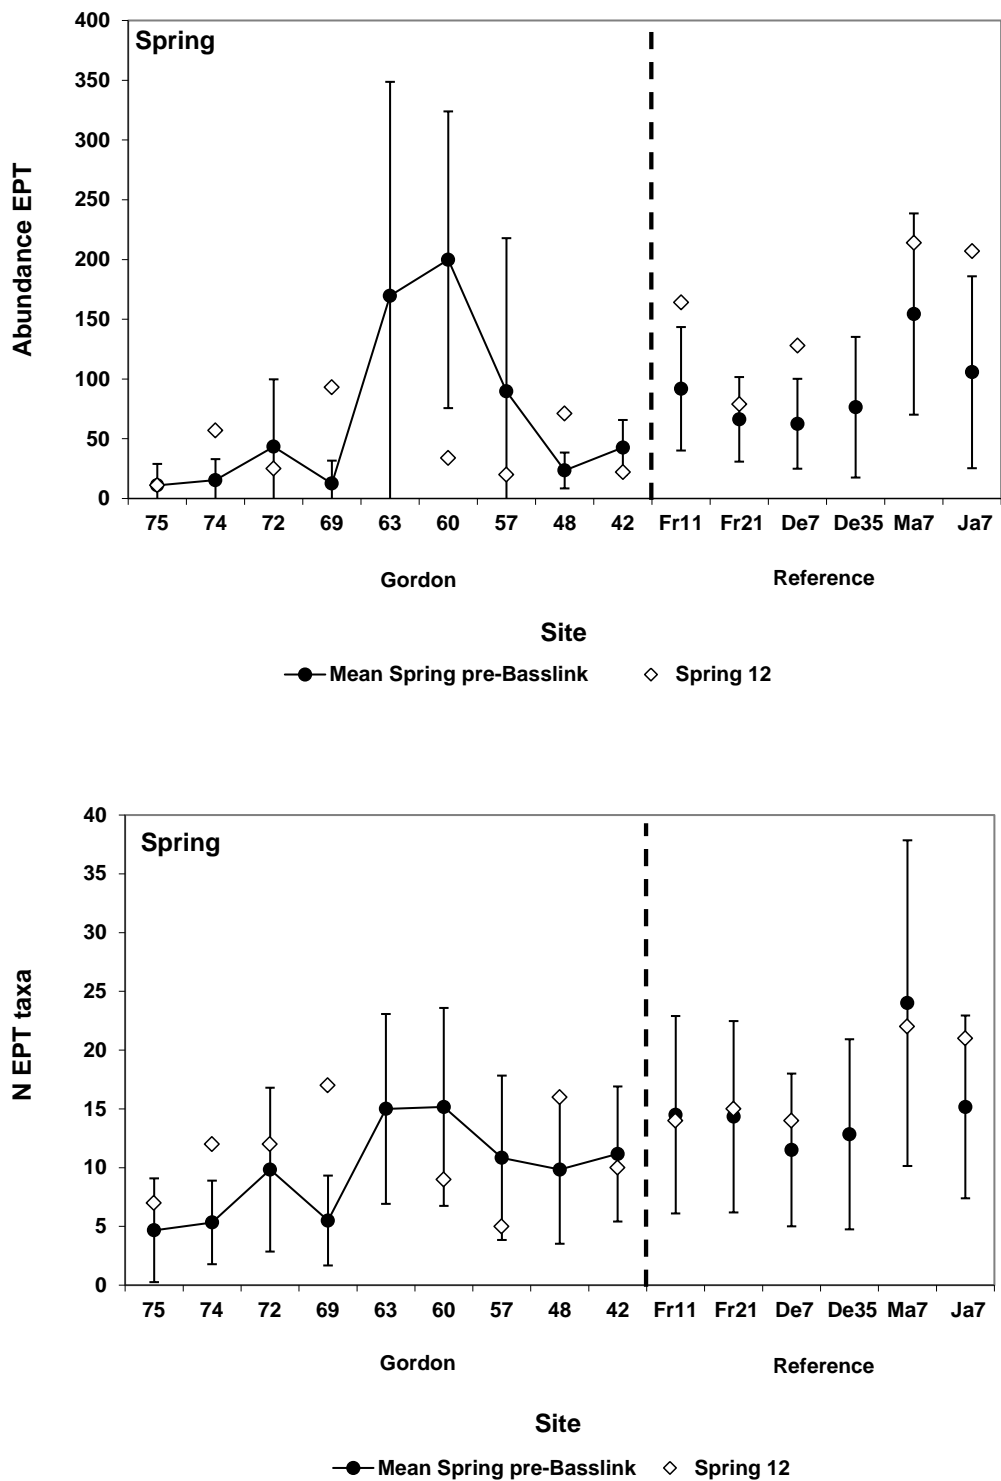 Spring
Abundance EPT
400
350
300
250
200
150
100
50
0
75 74 72 69 63 60 57 48 42 Fr11 Fr21 De7 De35 Ma7 Ja7
Gordon Reference
Site
Mean Spring pre-Basslink Spring 12
Spring
N EPT taxa
40
35
30
25
20
15
10
5
0
75 74 72 69 63 60 57 48 42 Fr11 Fr21 De7 De35 Ma7 Ja7
Gordon Reference
Site
Mean Spring pre-Basslink Spring 12